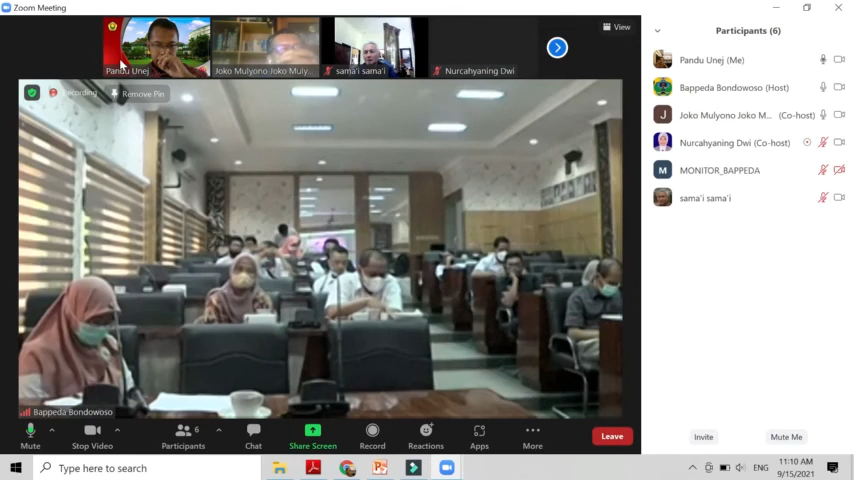 Zoom Meeting
View
Pandu Unej
Joko Mulyono Joko Muly...
sama'i sama'i
Nurcahyaning Dwi
Recording
Remove Pin
Bappeda Bondowoso
Participants (6)
Pandu Unej (Me)
Bappeda Bondowoso (Host)
J
Joko Mulyono Joko M... (Co-host)
Nurcahyaning Dwi (Co-host)
M
MONITOR_BAPPEDA
sama'i sama'i
Invite
Mute Me
Mute
Stop Video
6
Participants
Chat
Share Screen
Record
Reactions
Apps
More
Leave
Type here to search
ENG
11:10 AM
9/15/2021